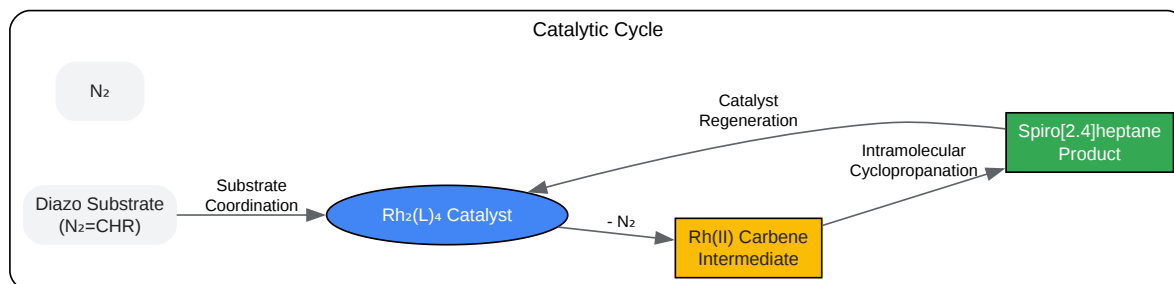 Catalytic Cycle
N₂
Diazo Substrate
(N₂=CHR)
Substrate
Coordination
Rh₂(L)₄ Catalyst
- N₂
Rh(II) Carbene
Intermediate
Catalyst
Regeneration
Intramolecular
Cyclopropanation
Spiro[2.4]heptane
Product